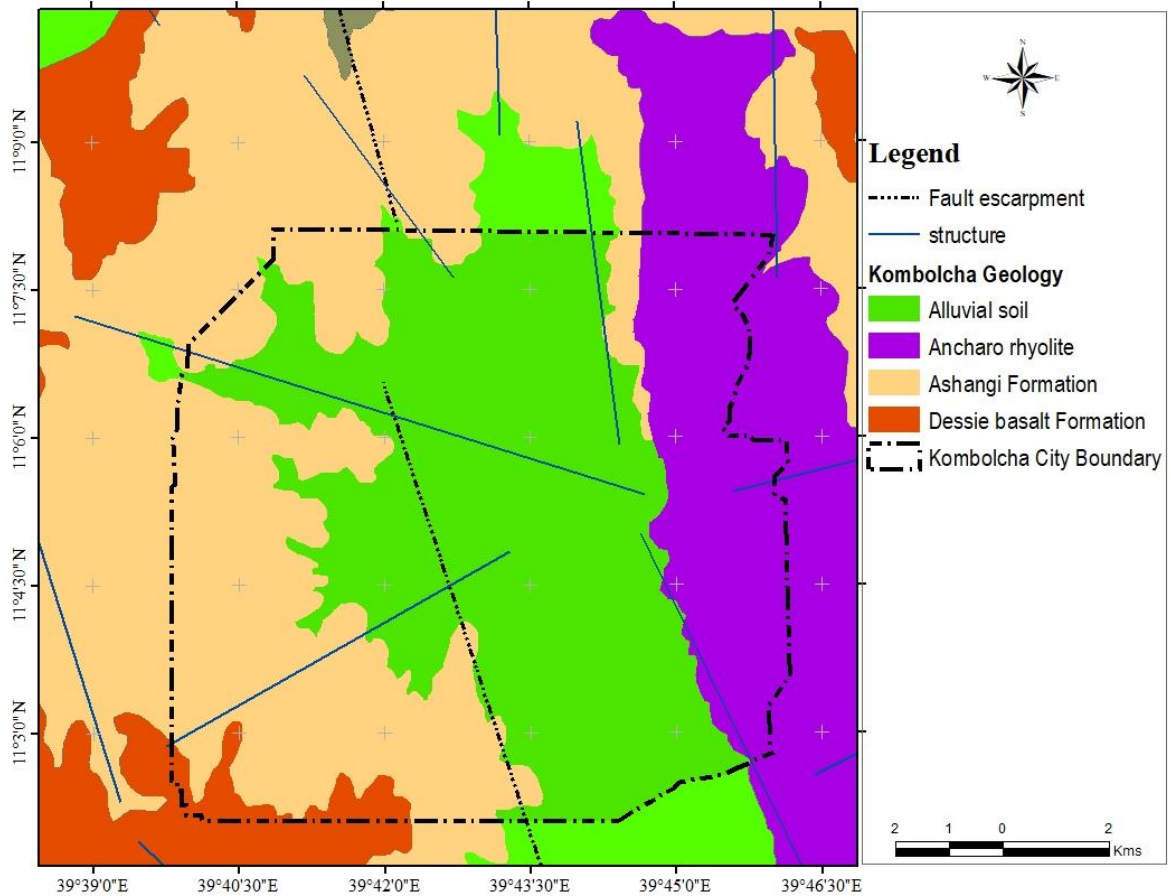 N
W E
S
Legend
Fault escarpment
structure
Kombolcha Geology
Alluvial soil
Ancharo rhyolite
Ashangi Formation
Dessie basalt Formation
Kombolcha City Boundary
2 1 0 2
Kms
11°9'0"N
11°7'30"N
11°6'0"N
11°4'30"N
11°3'0"N
39°39'0"E 39°40'30"E 39°42'0"E 39°43'30"E 39°45'0"E 39°46'30"E